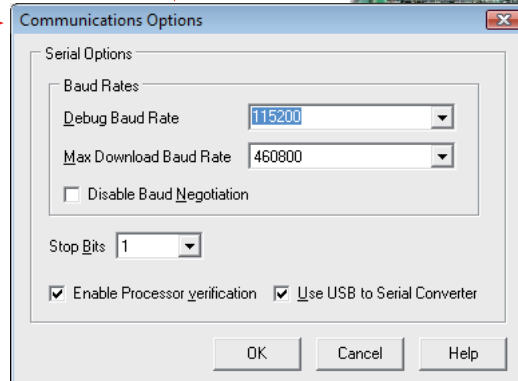 Communications Options
Serial Options
Baud Rates
Debug Baud Rate 115200
Max Download Baud Rate 460800
Disable Baud Negotiation
Stop Bits 1
Enable Processor verification Use USB to Serial Converter
OK Cancel Help